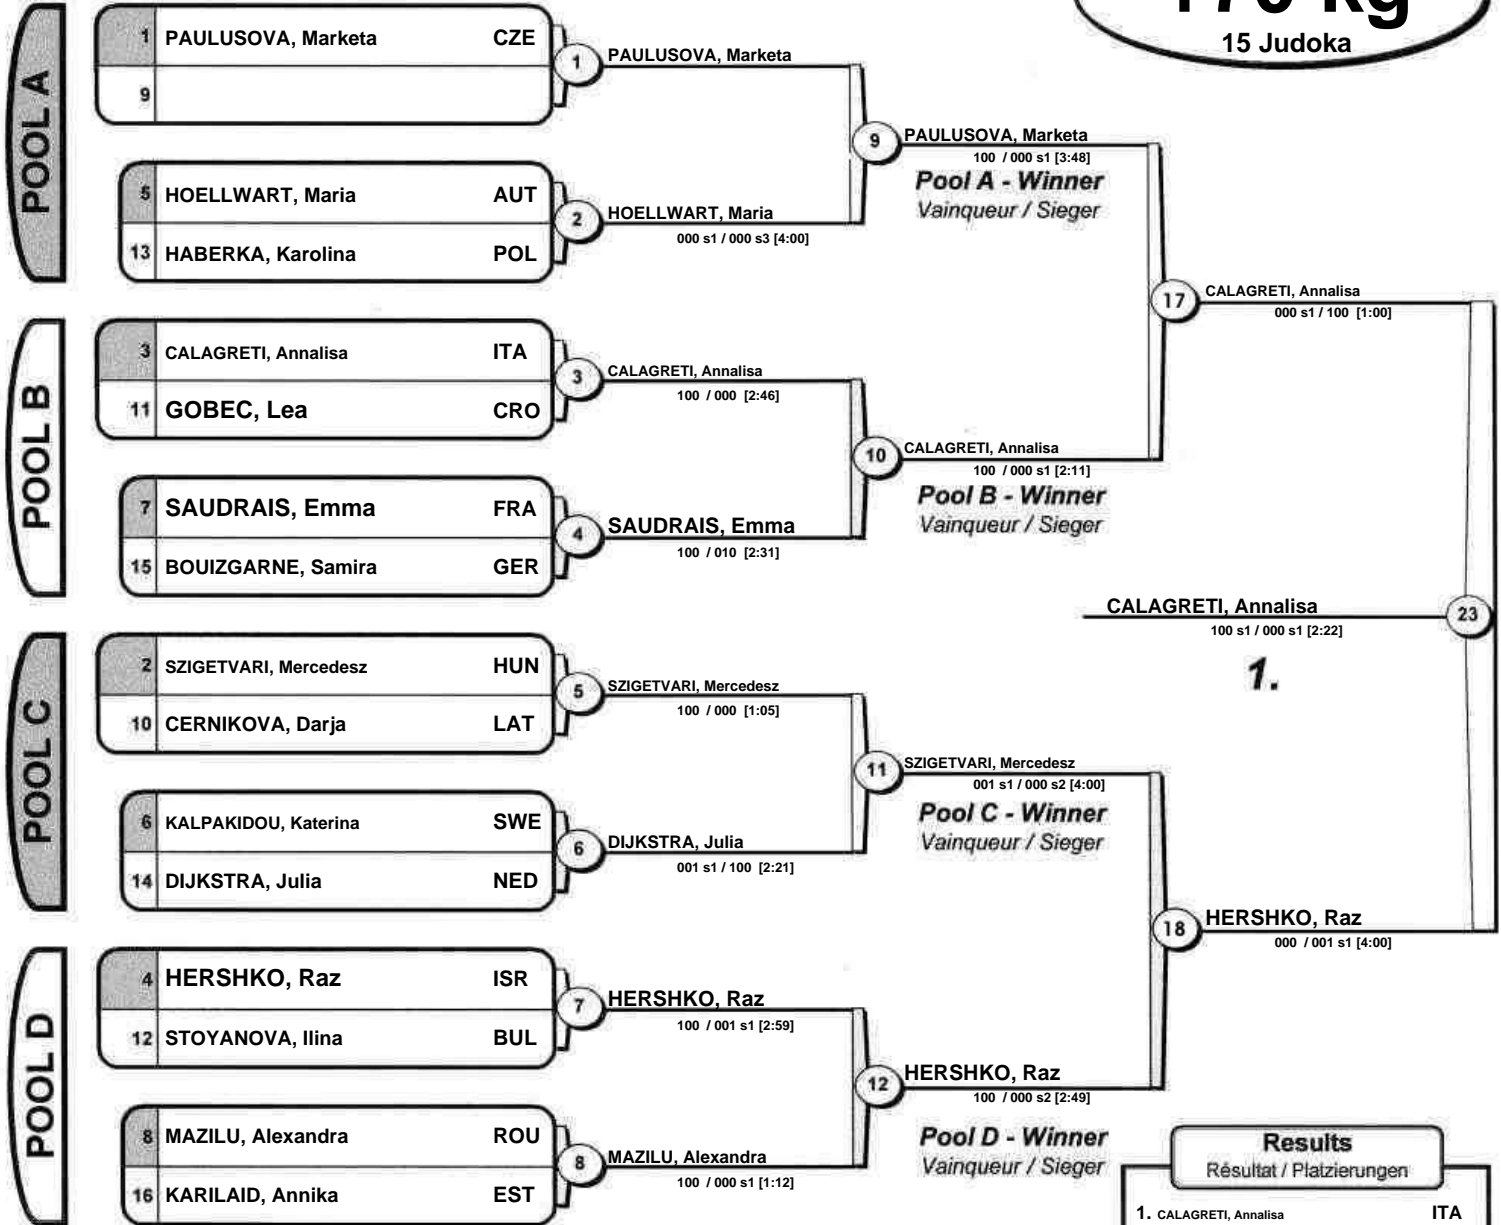 +70 kg
15 Judoka
POOL A
1 PAULUSOVA, Marketa CZE
9
1
PAULUSOVA, Marketa
5 HOELLWART, Maria AUT
13 HABERKA, Karolina POL
2
HOELLWART, Maria
000 s1 / 000 s3 [4:00]
9
PAULUSOVA, Marketa
100 / 000 s1 [3:48]
Pool A - Winner
Vainqueur / Sieger
POOL B
3 CALAGRETI, Annalisa ITA
11 GOBEC, Lea CRO
3
CALAGRETI, Annalisa
100 / 000 [2:46]
7 SAUDRAIS, Emma FRA
15 BOUIZGARNE, Samira GER
4
SAUDRAIS, Emma
100 / 010 [2:31]
10
CALAGRETI, Annalisa
100 / 000 s1 [2:11]
Pool B - Winner
Vainqueur / Sieger
17
CALAGRETI, Annalisa
000 s1 / 100 [1:00]
CALAGRETI, Annalisa
100 s1 / 000 s1 [2:22]
23
1.
POOL C
2 SZIGETVARI, Mercedesz HUN
10 CERNIKOVA, Darja LAT
5
SZIGETVARI, Mercedesz
100 / 000 [1:05]
6 KALPAKIDOU, Katerina SWE
14 DIJKSTRA, Julia NED
6
DIJKSTRA, Julia
001 s1 / 100 [2:21]
11
SZIGETVARI, Mercedesz
001 s1 / 000 s2 [4:00]
Pool C - Winner
Vainqueur / Sieger
18
HERSHKO, Raz
000 / 001 s1 [4:00]
POOL D
4 HERSHKO, Raz ISR
12 STOYANOVA, Ilina BUL
7
HERSHKO, Raz
100 / 001 s1 [2:59]
8 MAZILU, Alexandra ROU
16 KARILAID, Annika EST
8
MAZILU, Alexandra
100 / 000 s1 [1:12]
12
HERSHKO, Raz
100 / 000 s2 [2:49]
Pool D - Winner
Vainqueur / Sieger
Results
Résultat / Platzierungen
1. CALAGRETI, Annalisa ITA